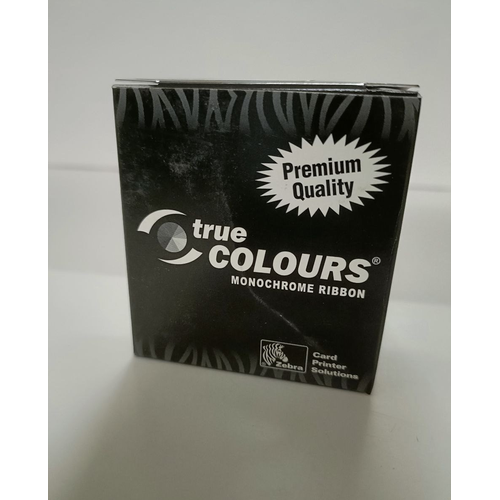 Premium
Quality
true
COLOURS®
MONOCHROME RIBBON
Zebra
Card
Printer
Solutions